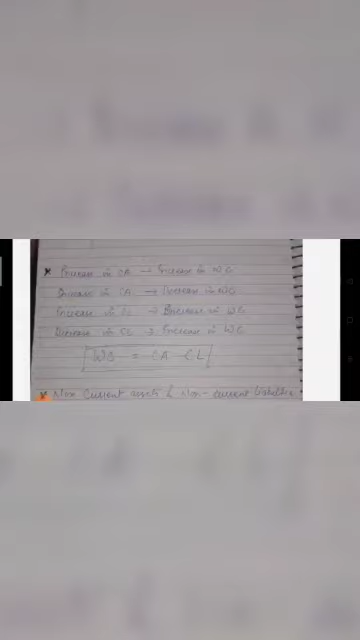 * Increase in CA → Increase in WC
Decrease in CA → Decrease in WC
Increase in CL → Decrease in WC
Decrease in CL → Increase in WC
WC = CA - CL
* Non Current assets & Non-current liabilities